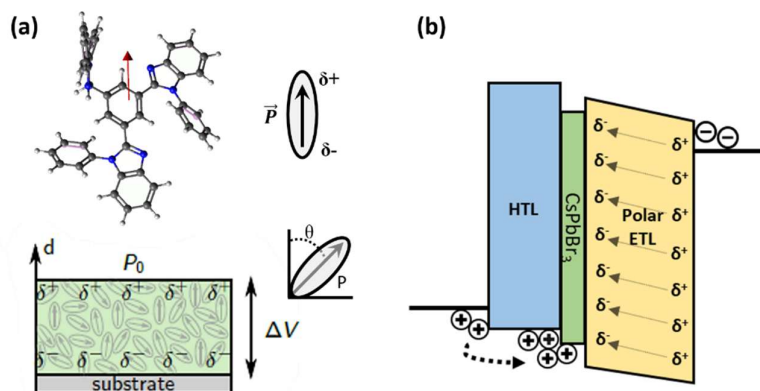 (a)
(b)
P⃗
δ+
δ-
d
P₀
θ
P
δ⁺ δ⁺ δ⁺ δ⁺ δ⁺
ΔV
δ⁻ δ⁻ δ⁻ δ⁻ δ⁻
substrate
HTL
CsPbBr₃
Polar
ETL
δ⁻ δ⁺
δ⁻ δ⁺
δ⁻ δ⁺
δ⁻ δ⁺
δ⁻ δ⁺
δ⁻ δ⁺
δ⁻ δ⁺
− −
+ +
+ +
+ +